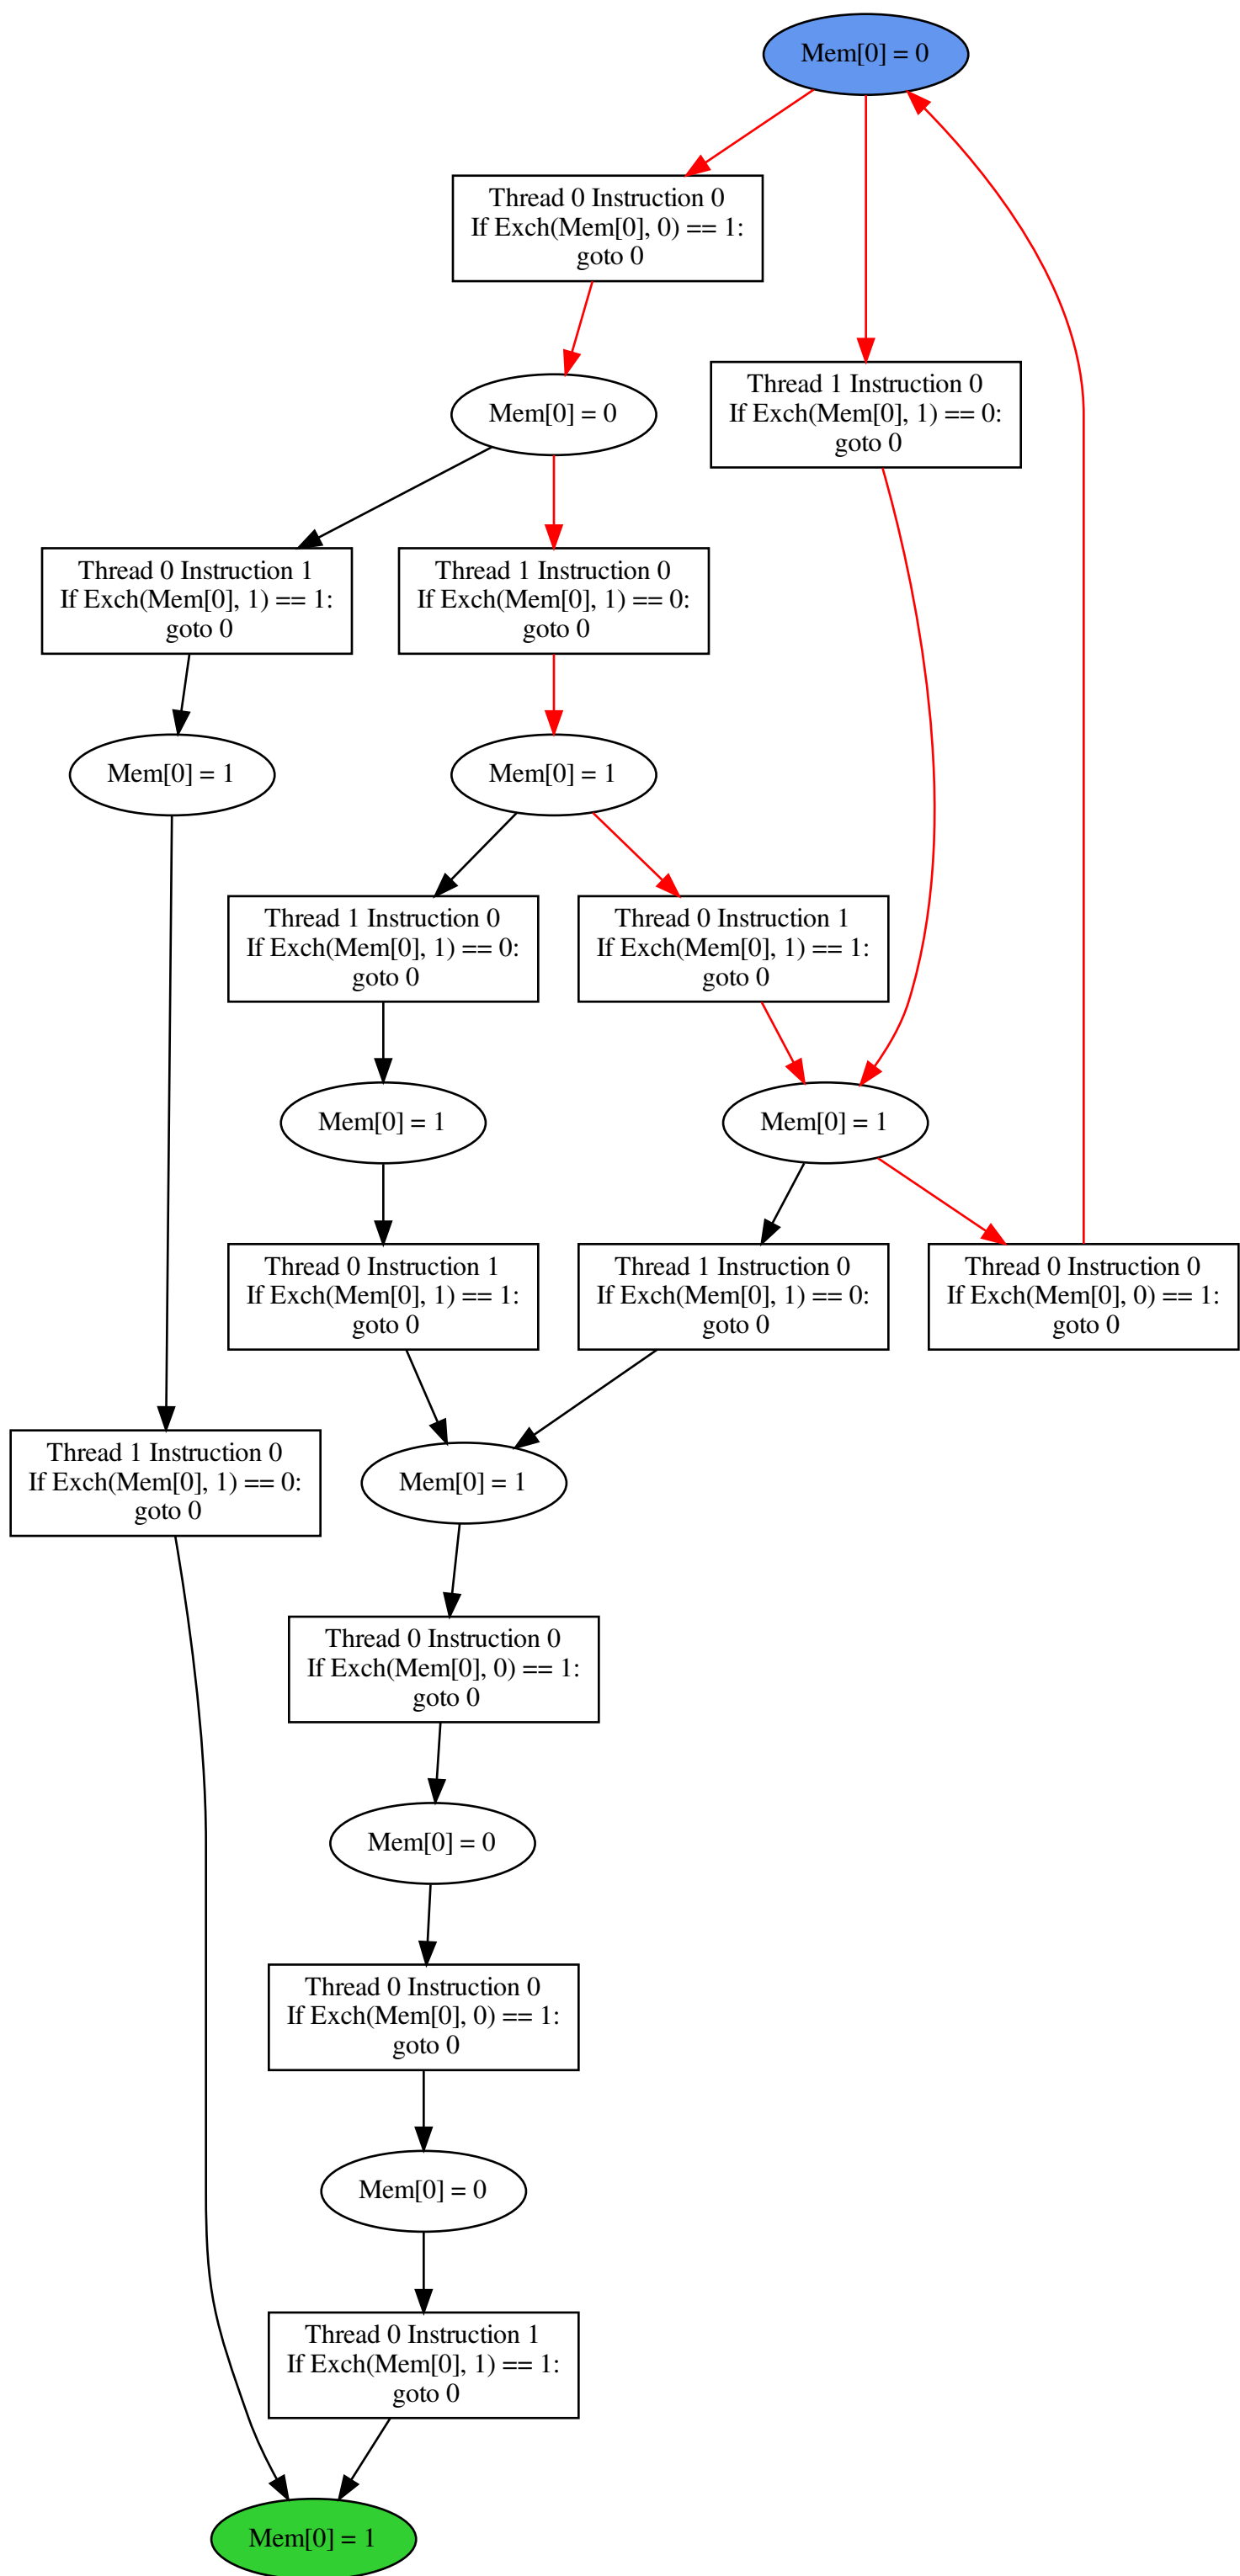 Mem[0] = 0
Thread 0 Instruction 0
If Exch(Mem[0], 0) == 1:
goto 0
Mem[0] = 0
Thread 1 Instruction 0
If Exch(Mem[0], 1) == 0:
goto 0
Thread 0 Instruction 1
If Exch(Mem[0], 1) == 1:
goto 0
Thread 1 Instruction 0
If Exch(Mem[0], 1) == 0:
goto 0
Mem[0] = 1
Mem[0] = 1
Thread 1 Instruction 0
If Exch(Mem[0], 1) == 0:
goto 0
Thread 0 Instruction 1
If Exch(Mem[0], 1) == 1:
goto 0
Mem[0] = 1
Mem[0] = 1
Thread 0 Instruction 1
If Exch(Mem[0], 1) == 1:
goto 0
Thread 1 Instruction 0
If Exch(Mem[0], 1) == 0:
goto 0
Thread 0 Instruction 0
If Exch(Mem[0], 0) == 1:
goto 0
Thread 1 Instruction 0
If Exch(Mem[0], 1) == 0:
goto 0
Mem[0] = 1
Thread 0 Instruction 0
If Exch(Mem[0], 0) == 1:
goto 0
Mem[0] = 0
Thread 0 Instruction 0
If Exch(Mem[0], 0) == 1:
goto 0
Mem[0] = 0
Thread 0 Instruction 1
If Exch(Mem[0], 1) == 1:
goto 0
Mem[0] = 1